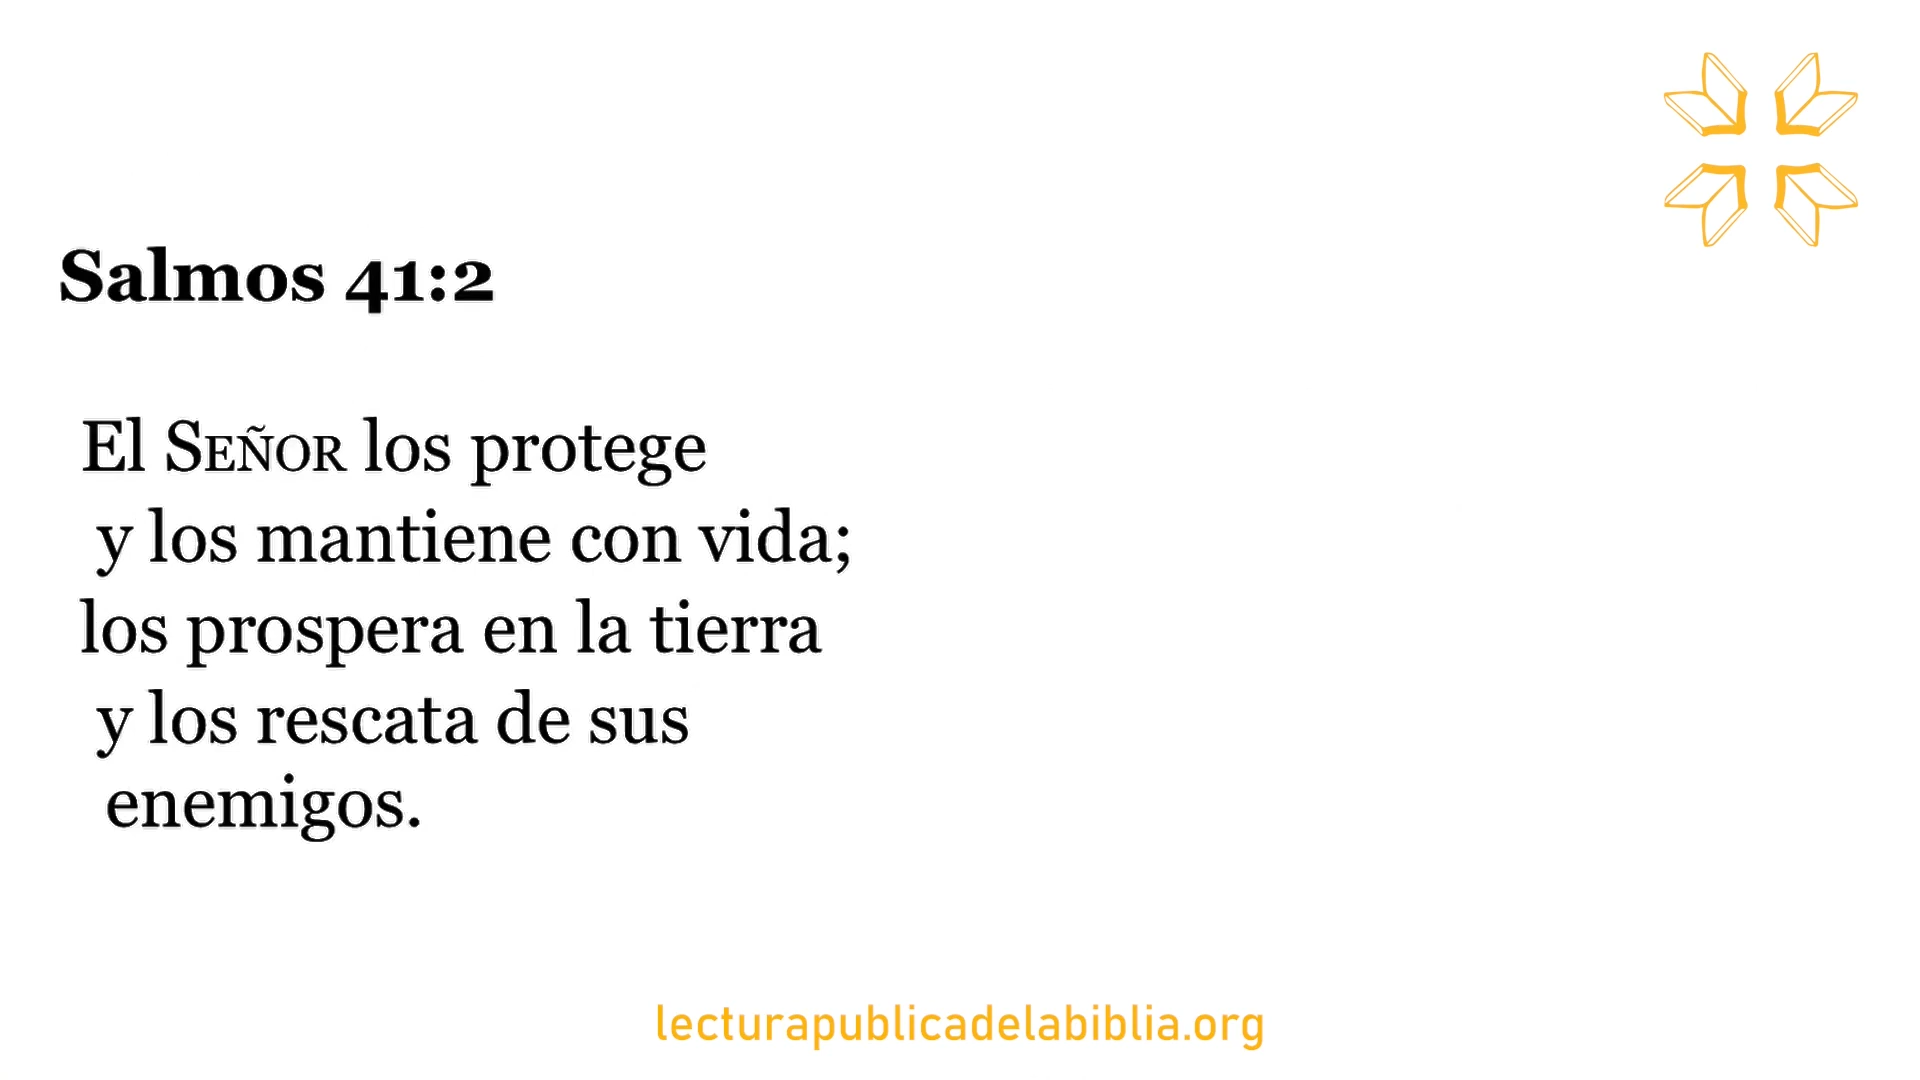 Salmos 41:2
El SEÑOR los protege
y los mantiene con vida;
los prospera en la tierra
y los rescata de sus
enemigos.
lecturapublicadelabiblia.org